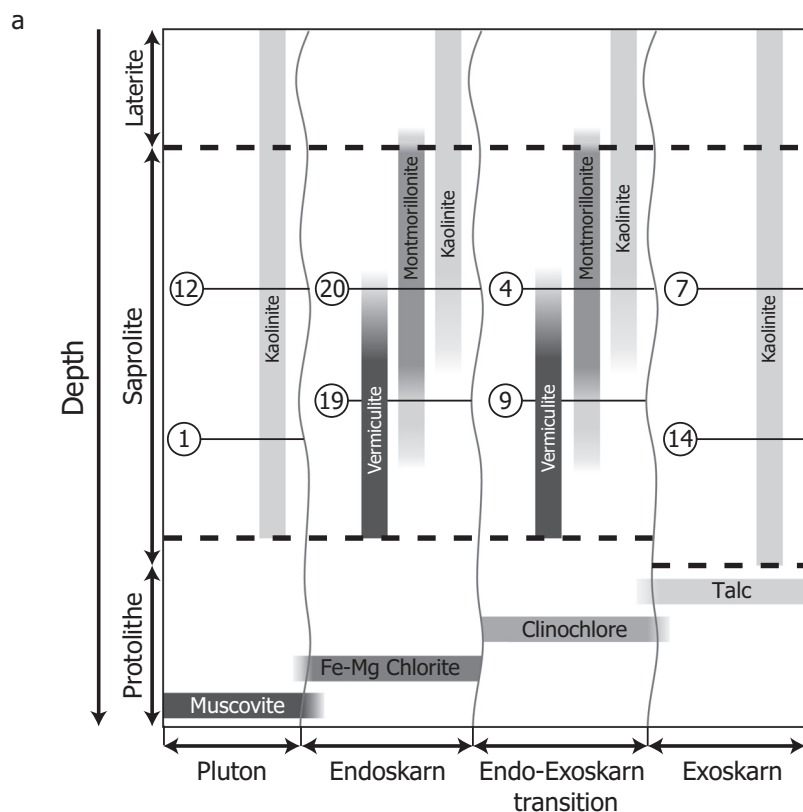 a
Depth
Laterite
Saprolite
Protolithe
Kaolinite
Montmorillonite
Kaolinite
Montmorillonite
Kaolinite
Kaolinite
12
20
4
7
Vermiculite
Vermiculite
19
9
1
14
Talc
Clinochlore
Fe-Mg Chlorite
Muscovite
Pluton
Endoskarn
Endo-Exoskarn
transition
Exoskarn